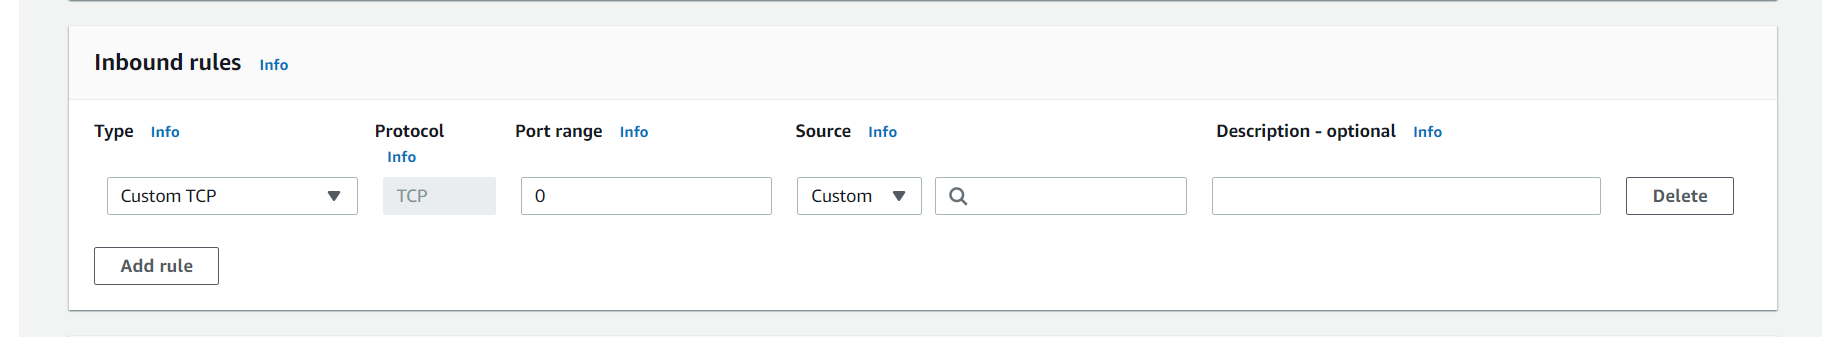 Inbound rules Info
Type Info Protocol Info Port range Info Source Info Description - optional Info
Custom TCP TCP 0 Custom Delete
Add rule